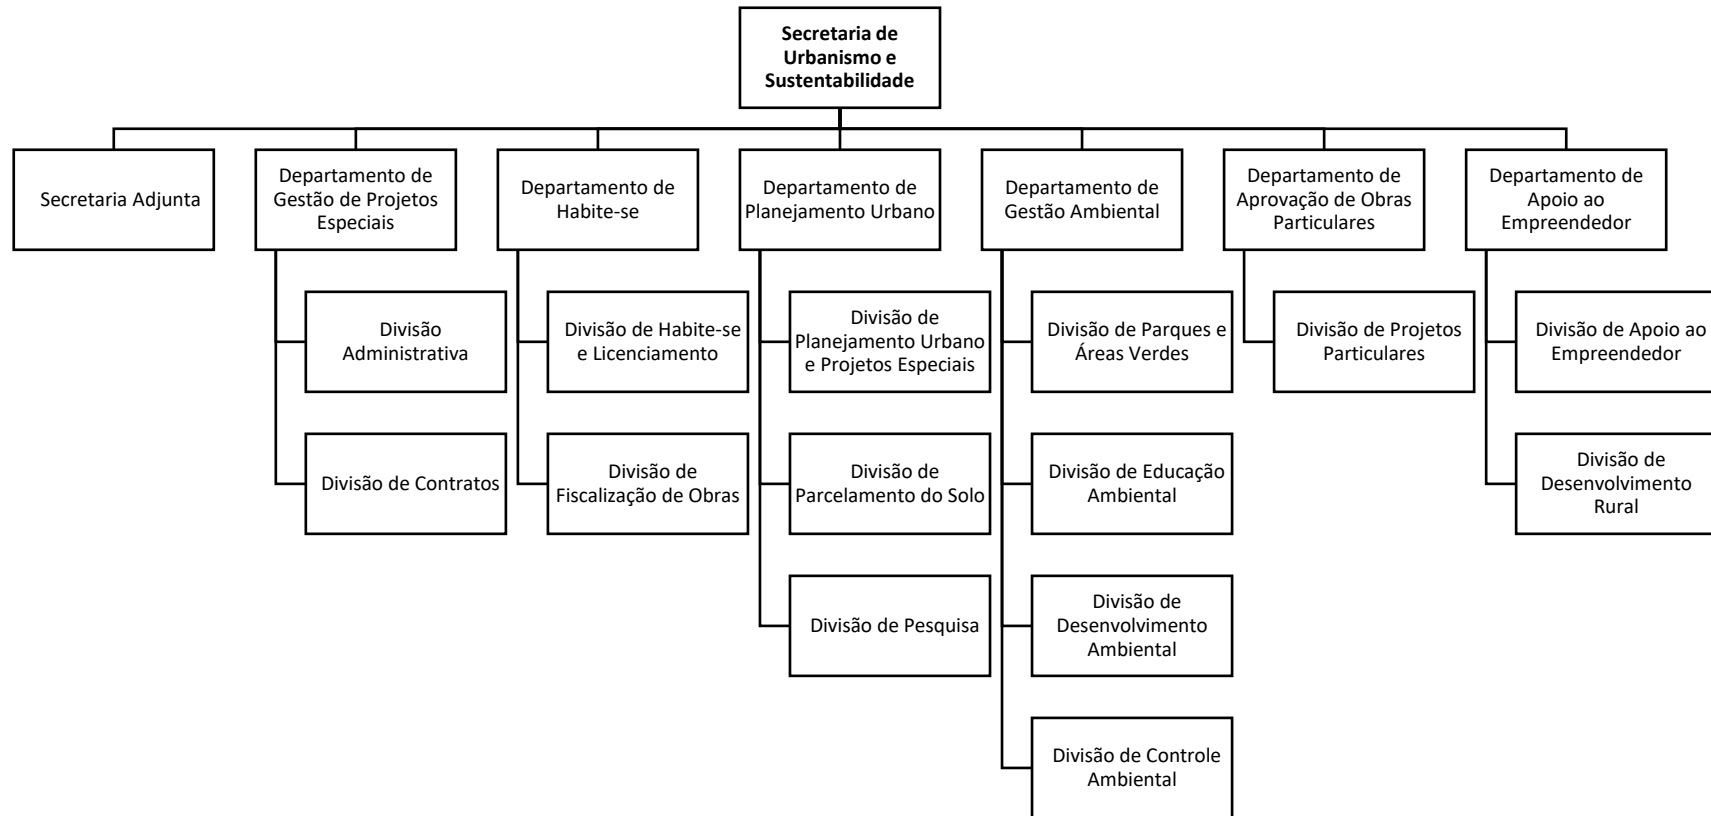 Secretaria de
Urbanismo e
Sustentabilidade
Secretaria Adjunta
Departamento de
Gestão de Projetos
Especiais
Departamento de
Habite-se
Departamento de
Planejamento Urbano
Departamento de
Gestão Ambiental
Departamento de
Aprovação de Obras
Particulares
Departamento de
Apoio ao
Empreendedor
Divisão
Administrativa
Divisão de Habite-se
e Licenciamento
Divisão de
Planejamento Urbano
e Projetos Especiais
Divisão de Parques e
Áreas Verdes
Divisão de Projetos
Particulares
Divisão de Apoio ao
Empreendedor
Divisão de Contratos
Divisão de
Fiscalização de Obras
Divisão de
Parcelamento do Solo
Divisão de Educação
Ambiental
Divisão de
Desenvolvimento
Rural
Divisão de Pesquisa
Divisão de
Desenvolvimento
Ambiental
Divisão de Controle
Ambiental